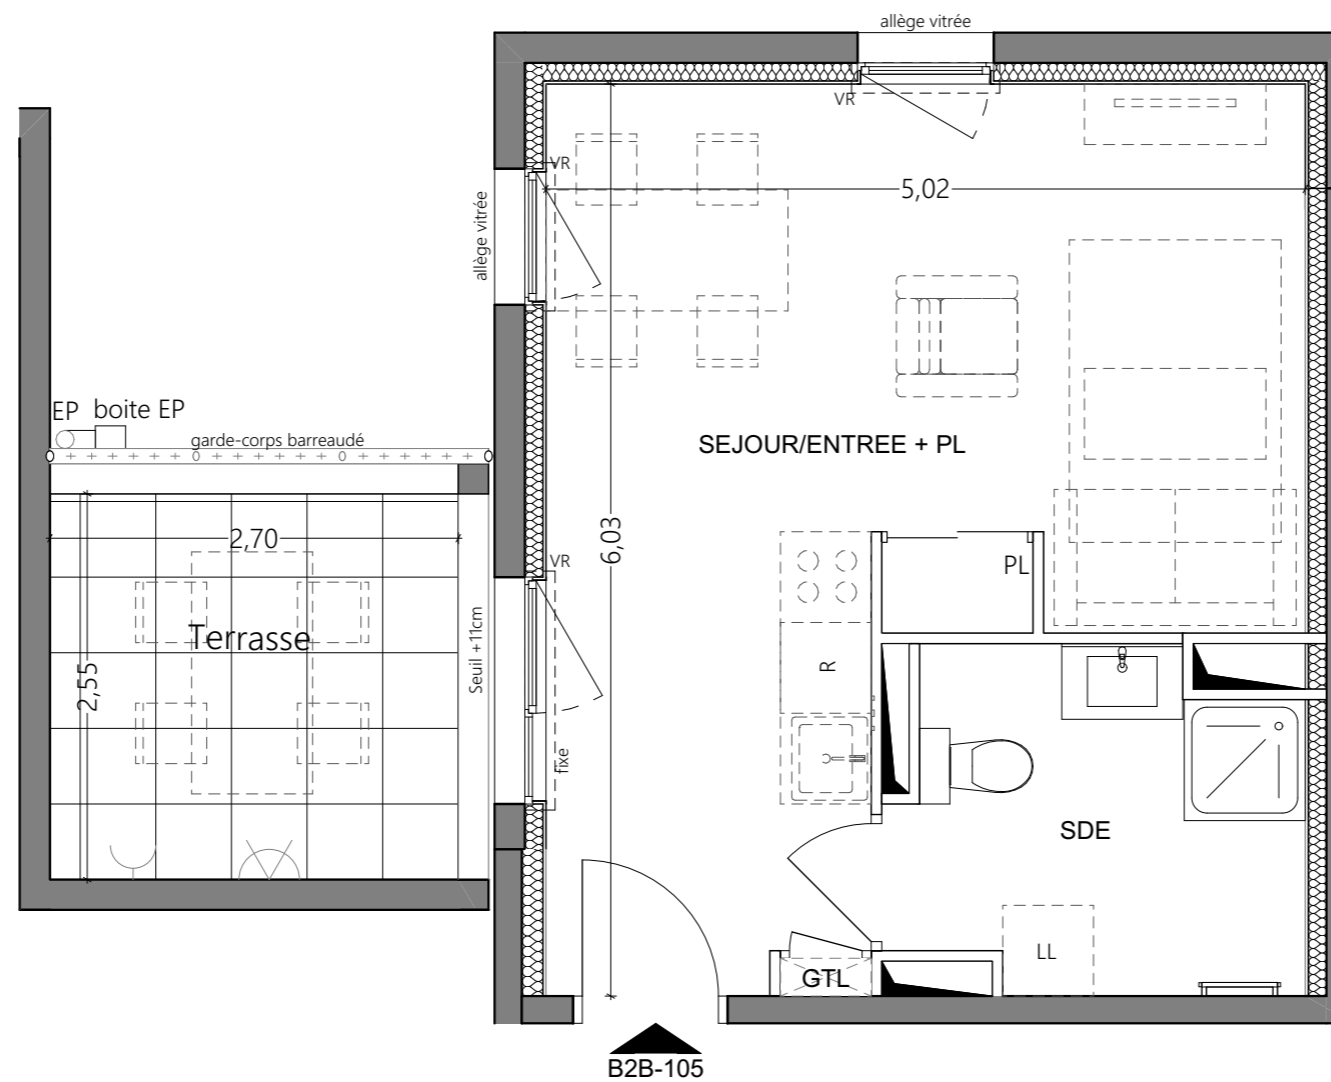 allège vitrée
VR
VR
5,02
allège vitrée
EP boite EP
garde-corps barreaudé
SEJOUR/ENTREE + PL
2,70
6,03
VR
PL
Terrasse
Seuil +11cm
2,55
R
fixe
SDE
LL
GTL
B2B-105